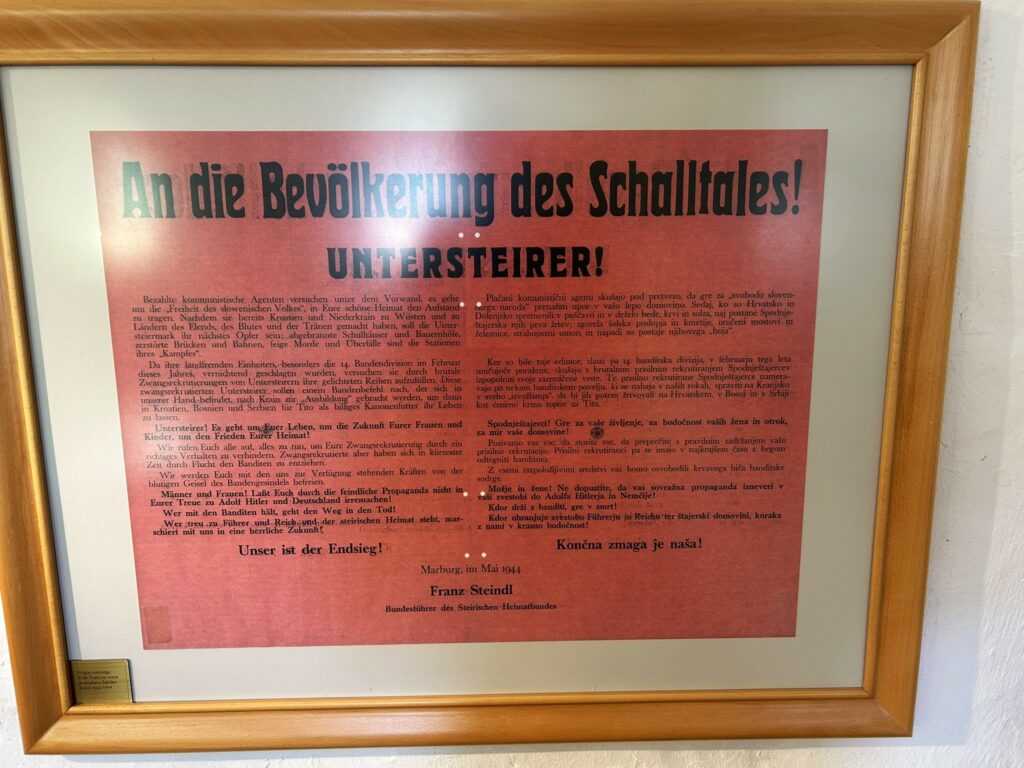 An die Bevölkerung des Schalltales!
UNTERSTEIRER!
Bezahlte kommunistische Agenten versuchen unter dem Vorwand, es gehe
um die „Freiheit des slowenischen Volkes", in Eure schöne Heimat den Aufstand
zu tragen. Nachdem sie bereits Kroatien und Niederkrain zu Wüsten und zu
Ländern des Elends, des Blutes und der Tränen gemacht haben, soll die Unter-
steiermark ihr nächstes Opfer sein; abgebrannte Schulhäuser und Bauernhöfe,
zerstörte Brücken und Bahnen, feige Morde und Überfälle sind die Stationen
ihres „Kampfes".
Da ihre landfremden Einheiten, besonders die 14. Bandendivision im Februar
dieses Jahres, vernichtend geschlagen wurden, versuchen sie durch brutale
Zwangsrekrutierungen von Untersteirern ihre gelichteten Reihen aufzufüllen. Diese
zwangsrekrutierten Untersteirer sollen einem Bandenbefehl nach, der sich in
unserer Hand befindet, nach Krain zur „Ausbildung" gebracht werden, um dann
in Kroatien, Bosnien und Serbien für Tito als billiges Kanonenfutter ihr Leben
zu lassen.
Untersteirer! Es geht um Euer Leben, um die Zukunft Eurer Frauen und
Kinder, um den Frieden Eurer Heimat!
Wir rufen Euch alle auf, alles zu tun, um Eure Zwangsrekrutierung durch ein
richtiges Verhalten zu verhindern. Zwangsrekrutierte aber haben sich in kürzester
Zeit durch Flucht den Banditen zu entziehen.
Wir werden Euch mit den uns zur Verfügung stehenden Kräften von der
blutigen Geisel des Bandengesindels befreien.
Männer und Frauen! Laßt Euch durch die feindliche Propaganda nicht in
Eurer Treue zu Adolf Hitler und Deutschland irremachen!
Wer mit den Banditen hält, geht den Weg in den Tod!
Wer treu zu Führer und Reich und der steirischen Heimat steht, mar-
schiert mit uns in eine herrliche Zukunft!
Unser ist der Endsieg!
Plačani komunistični agenti skušajo pod pretvezo, da gre za „svobodo sloven-
skega naroda" prenašati upor v vašo lepo domovino. Sedaj, ko so Hrvatsko in
Dolenjsko spremenili v puščavo in v deželo bede, krvi in solza, naj postane Spodnje-
štajerska njih prva žrtev; zgorela šolska poslopja in kmetije, uničeni mostovi in
železnice, strahopetni umori in napadi so postaje njihovega „boja".
Ker so bile tuje edinice, zlasti pa 14. banditska divizija, v februarju tega leta
uničujoče poražene, skušajo z brutalnim prisilnim rekrutiranjem Spodnještajercev
izpopolniti svoje razredčene vrste. Te prisilno rekrutirane Spodnještajerce namera-
vajo po nekem banditskem povelju, ki se nahaja v naših rokah, spraviti na Kranjsko
v svrho „izvežbanja", da bi jih potem žrtvovali na Hrvatskem, v Bosni in v Srbiji
kot ceneno krmo topov za Tita.
Spodnještajerci! Gre za vaše življenje, za bodočnost vaših žena in otrok,
za mir vaše domovine!
Pozivamo vas vse, da storite vse, da preprečite s pravilnim zadržanjem vašo
prisilno rekrutacijo. Prisilni rekrutiranci pa se imajo v najkrajšem času z begom
odtegniti banditom.
Z vsemi razpoložljivimi sredstvi vas bomo osvobodili krvavega biča banditske
sodrge.
Možje in žene! Ne dopustite, da vas sovražna propaganda izneveri v
vaši zvestobi do Adolfa Hitlerja in Nemčije!
Kdor drži z banditi, gre v smrt!
Kdor ohranjuje zvestobo Führerju in Reichu ter štajerski domovini, koraka
z nami v krasno bodočnost!
Končna zmaga je naša!
Marburg, im Mai 1944
Franz Steindl
Bundesführer des Steirischen Heimatbundes